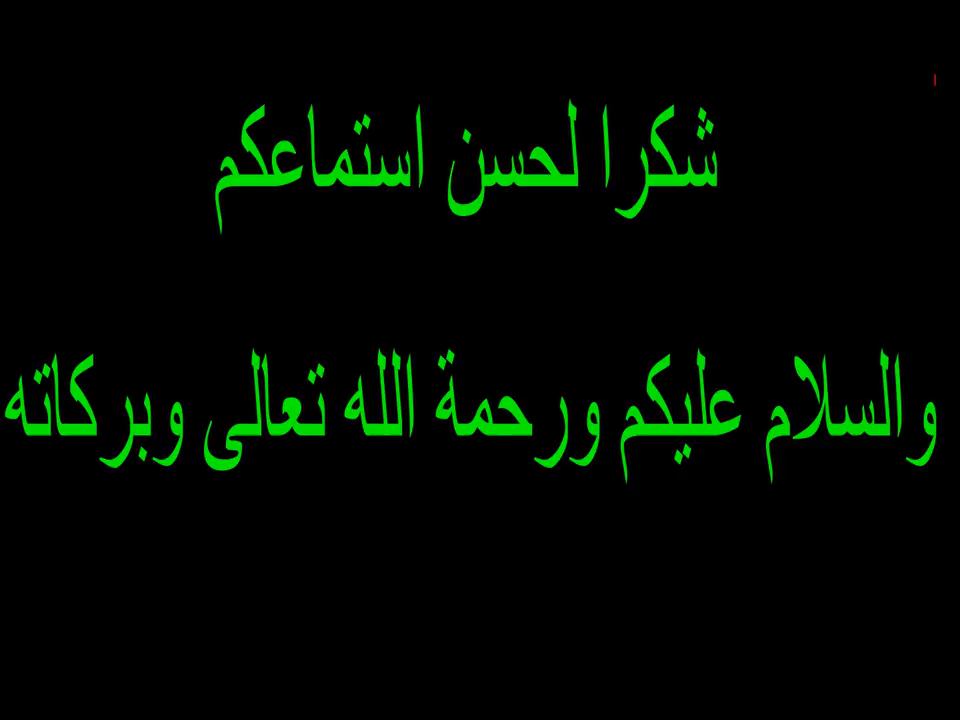 شكرا لحسن استماعكم
والسلام عليكم ورحمة الله تعالى وبركاته